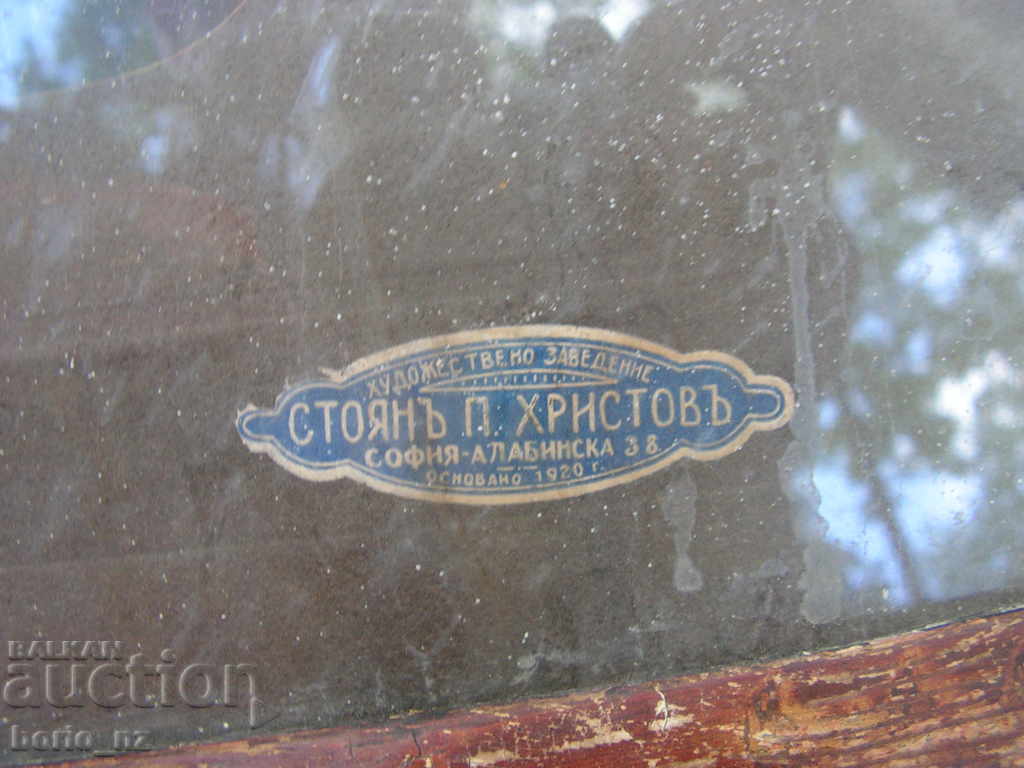 ХУДОЖЕСТВЕНО ЗАВЕДЕНИЕ
СТОЯНЪ П. ХРИСТОВЪ
СОФИЯ-АЛАБИНСКА 38.
ОСНОВАНО 1920 г.
BALKAN
auction
borio_nz